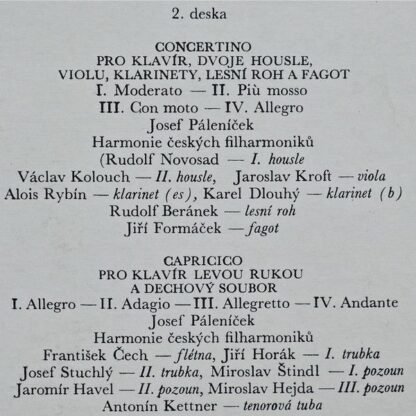 2. deska
CONCERTINO
PRO KLAVÍR, DVOJE HOUSLE,
VIOLU, KLARINETY, LESNÍ ROH A FAGOT
I. Moderato — II. Più mosso
III. Con moto — IV. Allegro
Josef Páleníček
Harmonie českých filharmoniků
(Rudolf Novosad — I. housle
Václav Kolouch — II. housle, Jaroslav Kroft — viola
Alois Rybín — klarinet (es), Karel Dlouhý — klarinet (b)
Rudolf Beránek — lesní roh
Jiří Formáček — fagot
CAPRICICO
PRO KLAVÍR LEVOU RUKOU
A DECHOVÝ SOUBOR
I. Allegro — II. Adagio — III. Allegretto — IV. Andante
Josef Páleníček
Harmonie českých filharmoniků
František Čech — flétna, Jiří Horák — I. trubka
Josef Stuchlý — II. trubka, Miroslav Štindl — I. pozoun
Jaromír Havel — II. pozoun, Miroslav Hejda — III. pozoun
Antonín Kettner — tenorová tuba